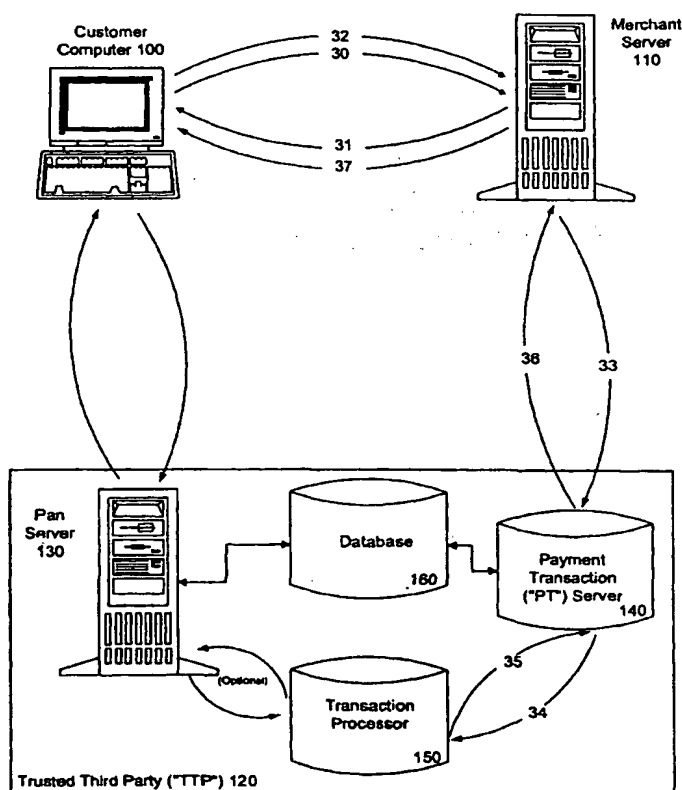 Customer
Computer 100
32
30
31
37
Merchant
Server
110
36
33
Pan
Server
130
Database
160
Payment
Transaction
("PT") Server
140
(Optional)
Transaction
Processor
150
35
34
Trusted Third Party ("TTP") 120